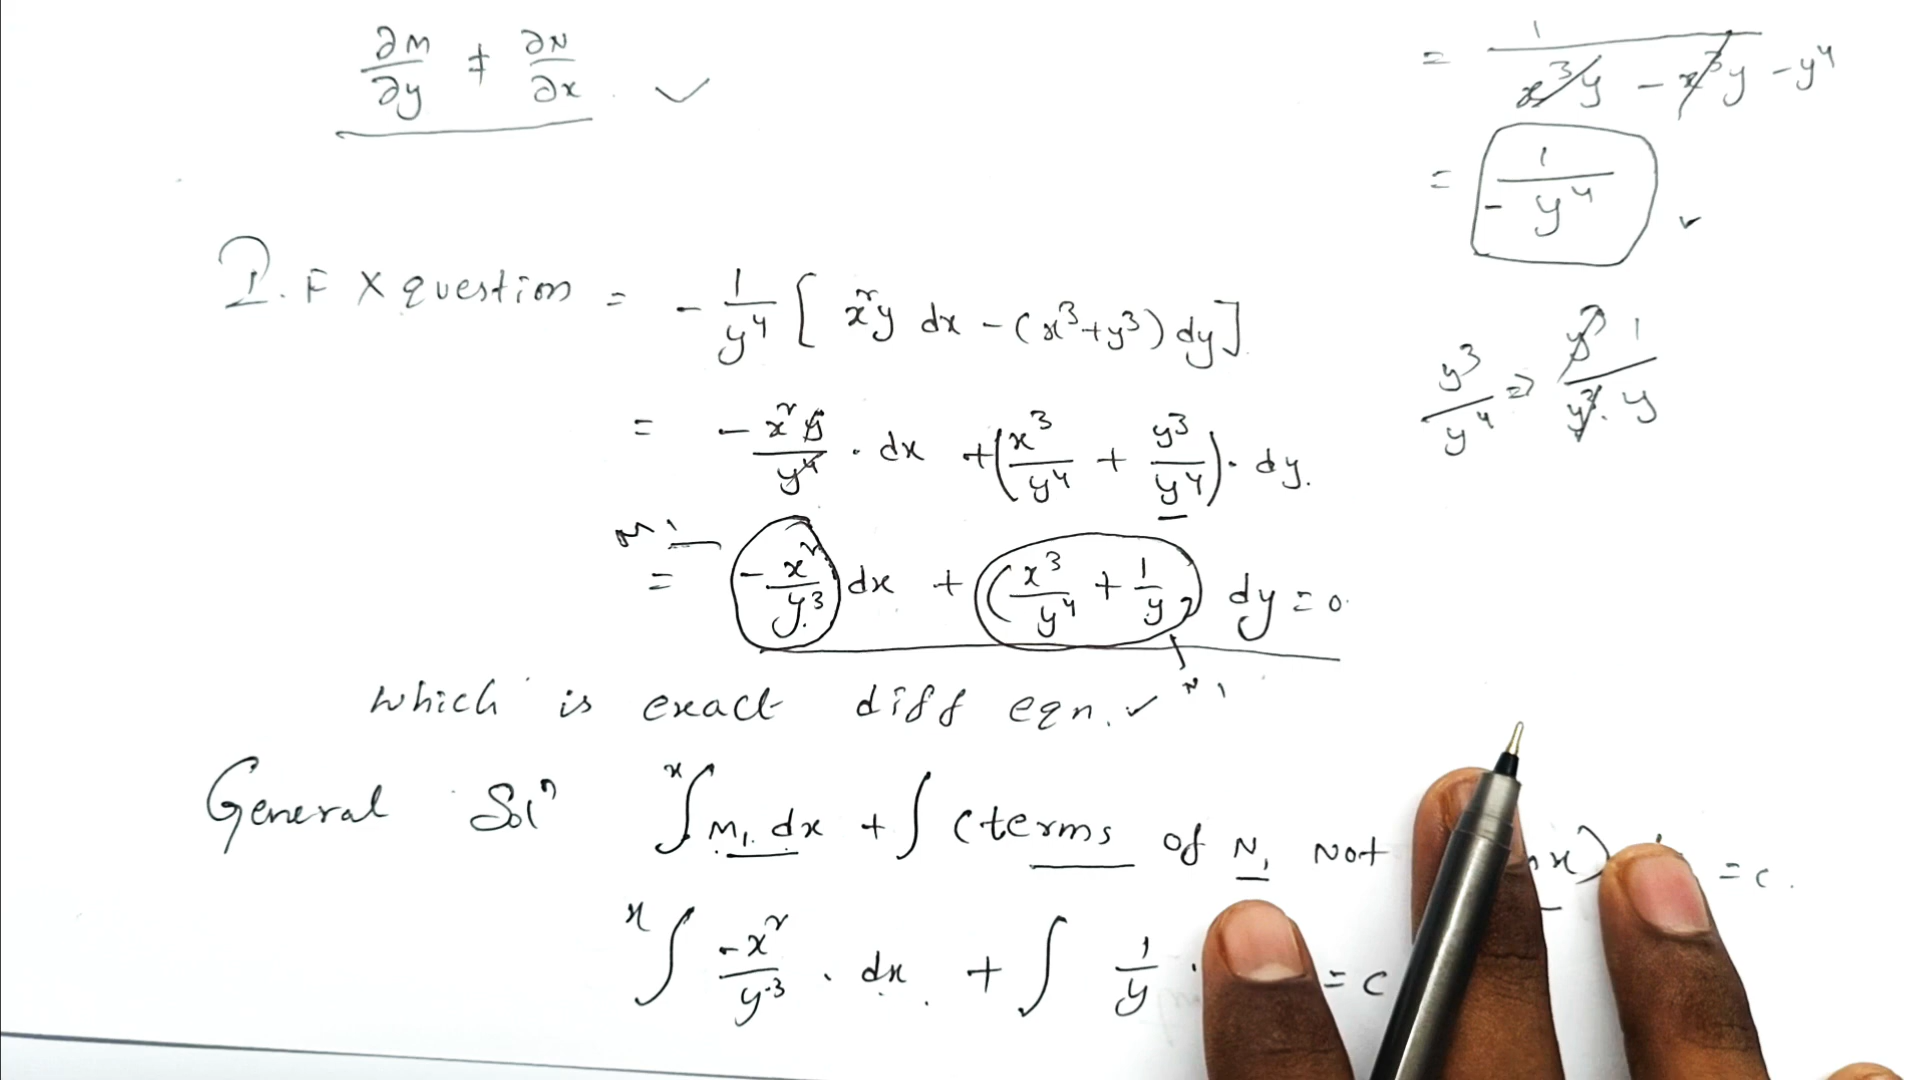 ∂M/∂y ≠ ∂N/∂x ✓
= 1/(x³y - x³y - y⁴)
= -1/y⁴ ✓
I.F X question = -1/y⁴ [x²y dx - (x³+y³) dy]
y³/y⁴ ⇒ y³ 1/y³.y
= -x²y/y⁴ . dx + (x³/y⁴ + y³/y⁴) . dy.
M₁
= -x²/y³ dx + (x³/y⁴ + 1/y) dy = 0.
N₁
which is exact diff eqn. ✓
General Solⁿ x∫ M₁ dx + ∫ (terms of N₁ Not x) = c.
x∫ -x²/y³ . dx + ∫ 1/y . = c